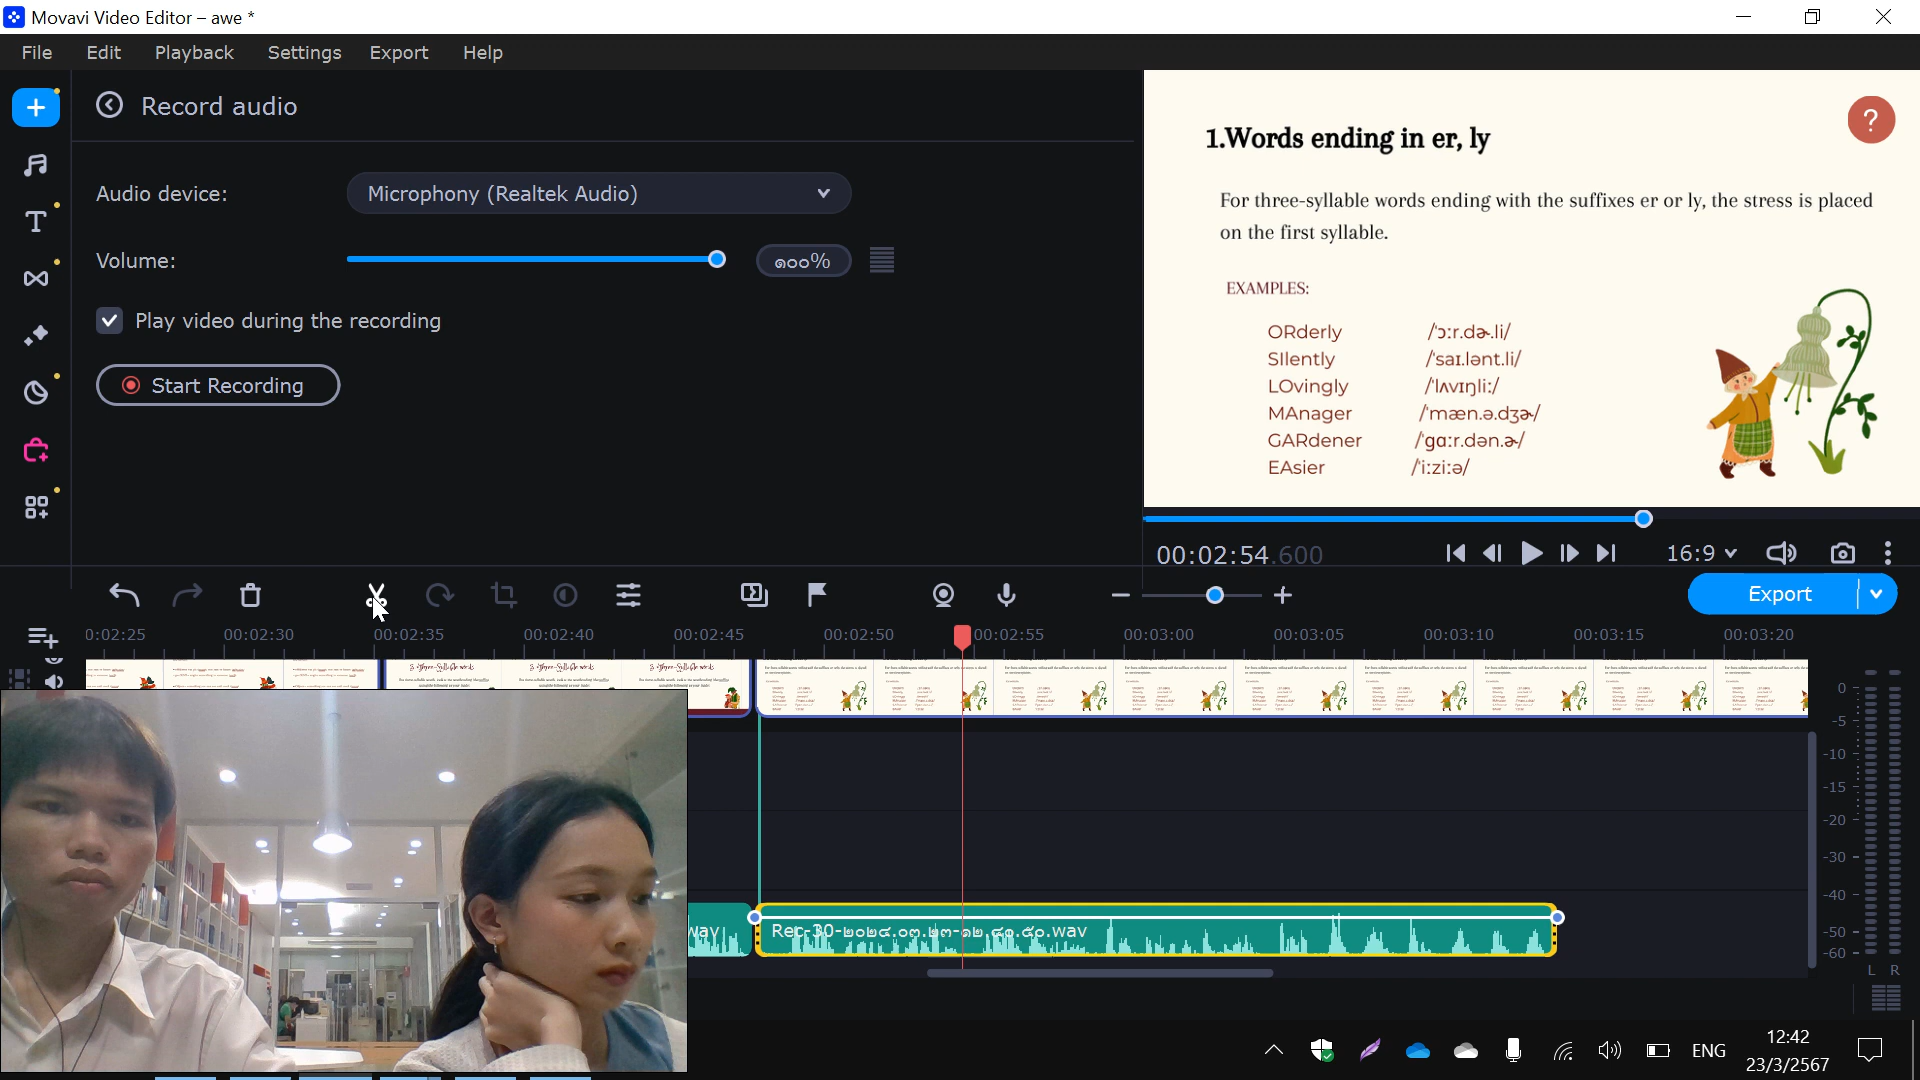 Movavi Video Editor – awe *
File Edit Playback Settings Export Help
Record audio
Audio device: Microphony (Realtek Audio)
Volume: ๑๐๐%
Play video during the recording
Start Recording
1.Words ending in er, ly
?
For three-syllable words ending with the suffixes er or ly, the stress is placed
on the first syllable.
EXAMPLES:
ORderly /ˈɔːr.dɚ.li/
SIlently /ˈsaɪ.lənt.li/
LOvingly /ˈlʌvɪŋliː/
MAnager /ˈmæn.ə.dʒɚ/
GARdener /ˈɡɑːr.dən.ɚ/
EAsier /ˈiːziːə/
00:02:54.600
16:9
Export
0:02:25 00:02:30 00:02:35 00:02:40 00:02:45 00:02:50 00:02:55 00:03:00 00:03:05 00:03:10 00:03:15 00:03:20
0
-5
-10
-15
-20
-30
-40
-50
-60
L R
wav
Rec-30-๒๐๒๔.๐๓.๒๓-๑๒.๔๑.๕๐.wav
ENG
12:42
23/3/2567